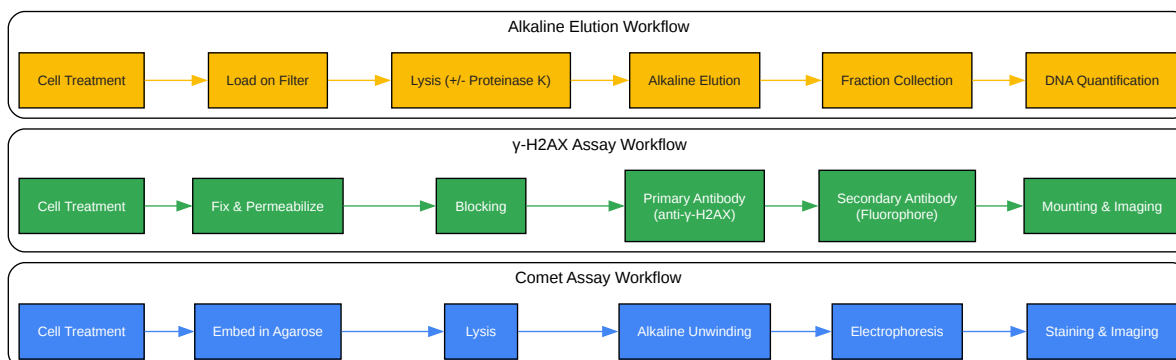 Alkaline Elution Workflow
Cell Treatment
Load on Filter
Lysis (+/- Proteinase K)
Alkaline Elution
Fraction Collection
DNA Quantification
γ-H2AX Assay Workflow
Cell Treatment
Fix & Permeabilize
Blocking
Primary Antibody
(anti-γ-H2AX)
Secondary Antibody
(Fluorophore)
Mounting & Imaging
Comet Assay Workflow
Cell Treatment
Embed in Agarose
Lysis
Alkaline Unwinding
Electrophoresis
Staining & Imaging